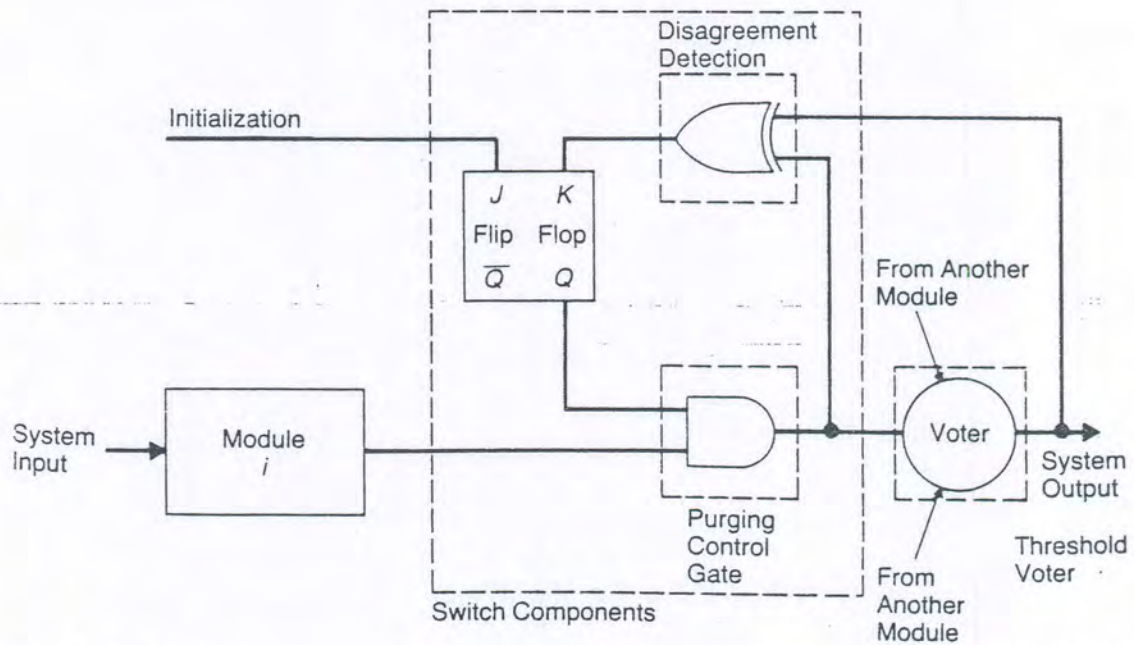 Disagreement
Detection
Initialization
J K
Flip Flop
Q̅ Q
From Another
Module
System
Input
Module
i
Voter
System
Output
Purging
Control
Gate
Threshold
Voter
From
Another
Module
Switch Components